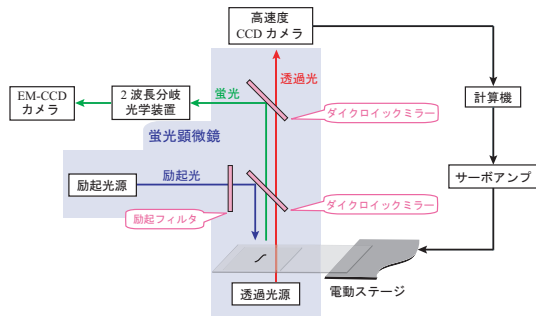 高速度
CCD カメラ
透過光
蛍光
EM-CCD
カメラ
2 波長分岐
光学装置
計算機
ダイクロイックミラー
蛍光顕微鏡
励起光源
励起光
サーボアンプ
励起フィルタ
ダイクロイックミラー
透過光源
電動ステージ